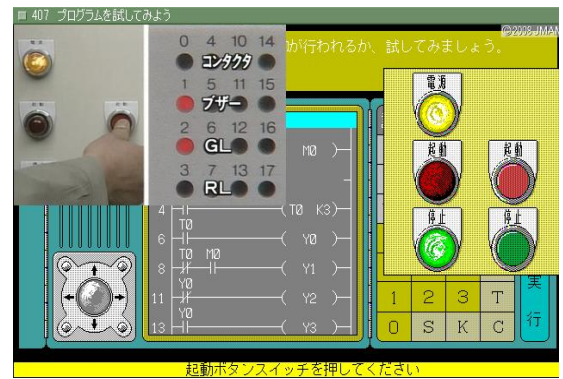 407 プログラムを試してみよう
©2008 JMAM
が行われるか、試してみましょう。
0 4 10 14
コンタクタ
1 5 11 15
ブザー
2 6 12 16
GL
3 7 13 17
RL
電源
起動
起動
停止
停止
M0
4
T0 K3
T0
6
Y0
T0 M0
8
Y1
Y0
11
Y2
Y0
13
Y3
1 2 3 T
0 S K C
実行
起動ボタンスイッチを押してください